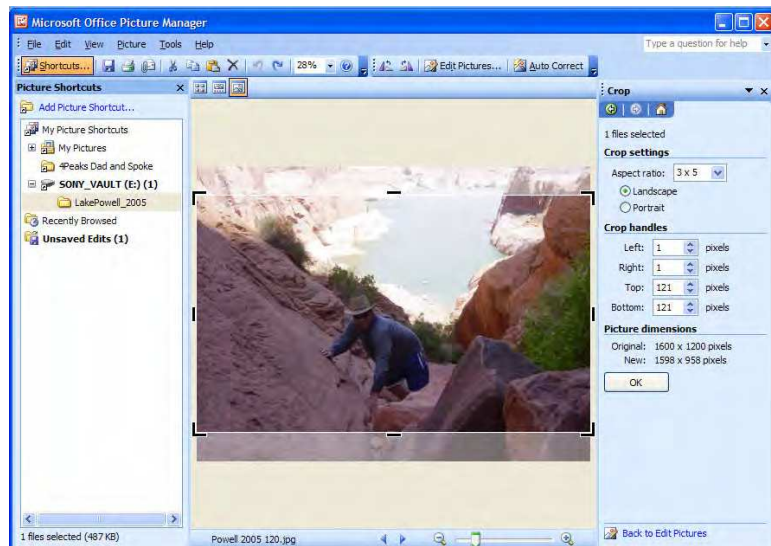 Microsoft Office Picture Manager
File Edit View Picture Tools Help
Type a question for help
Shortcuts...
28%
Edit Pictures...
Auto Correct
Picture Shortcuts
Add Picture Shortcut...
My Picture Shortcuts
My Pictures
4Peaks Dad and Spoke
SONY_VAULT (E:) (1)
LakePowell_2005
Recently Browsed
Unsaved Edits (1)
1 files selected (487 KB)
Powell 2005 120.jpg
Crop
1 files selected
Crop settings
Aspect ratio: 3 x 5
Landscape
Portrait
Crop handles
Left: 1 pixels
Right: 1 pixels
Top: 121 pixels
Bottom: 121 pixels
Picture dimensions
Original: 1600 x 1200 pixels
New: 1598 x 958 pixels
OK
Back to Edit Pictures